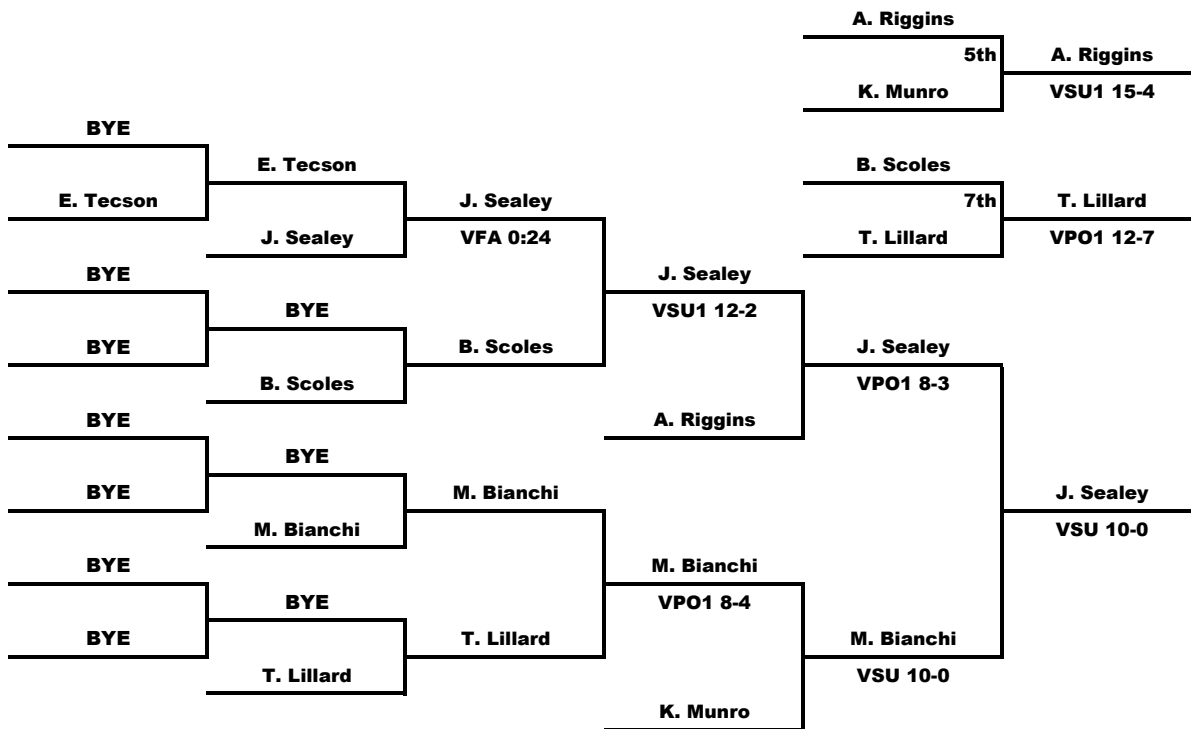 A. Riggins
5th
A. Riggins
K. Munro
VSU1 15-4
BYE
E. Tecson
B. Scoles
E. Tecson
J. Sealey
7th
T. Lillard
J. Sealey
VFA 0:24
T. Lillard
VPO1 12-7
BYE
J. Sealey
BYE
VSU1 12-2
BYE
B. Scoles
J. Sealey
B. Scoles
VPO1 8-3
BYE
A. Riggins
BYE
BYE
M. Bianchi
J. Sealey
M. Bianchi
VSU 10-0
BYE
M. Bianchi
BYE
VPO1 8-4
BYE
T. Lillard
M. Bianchi
T. Lillard
VSU 10-0
K. Munro